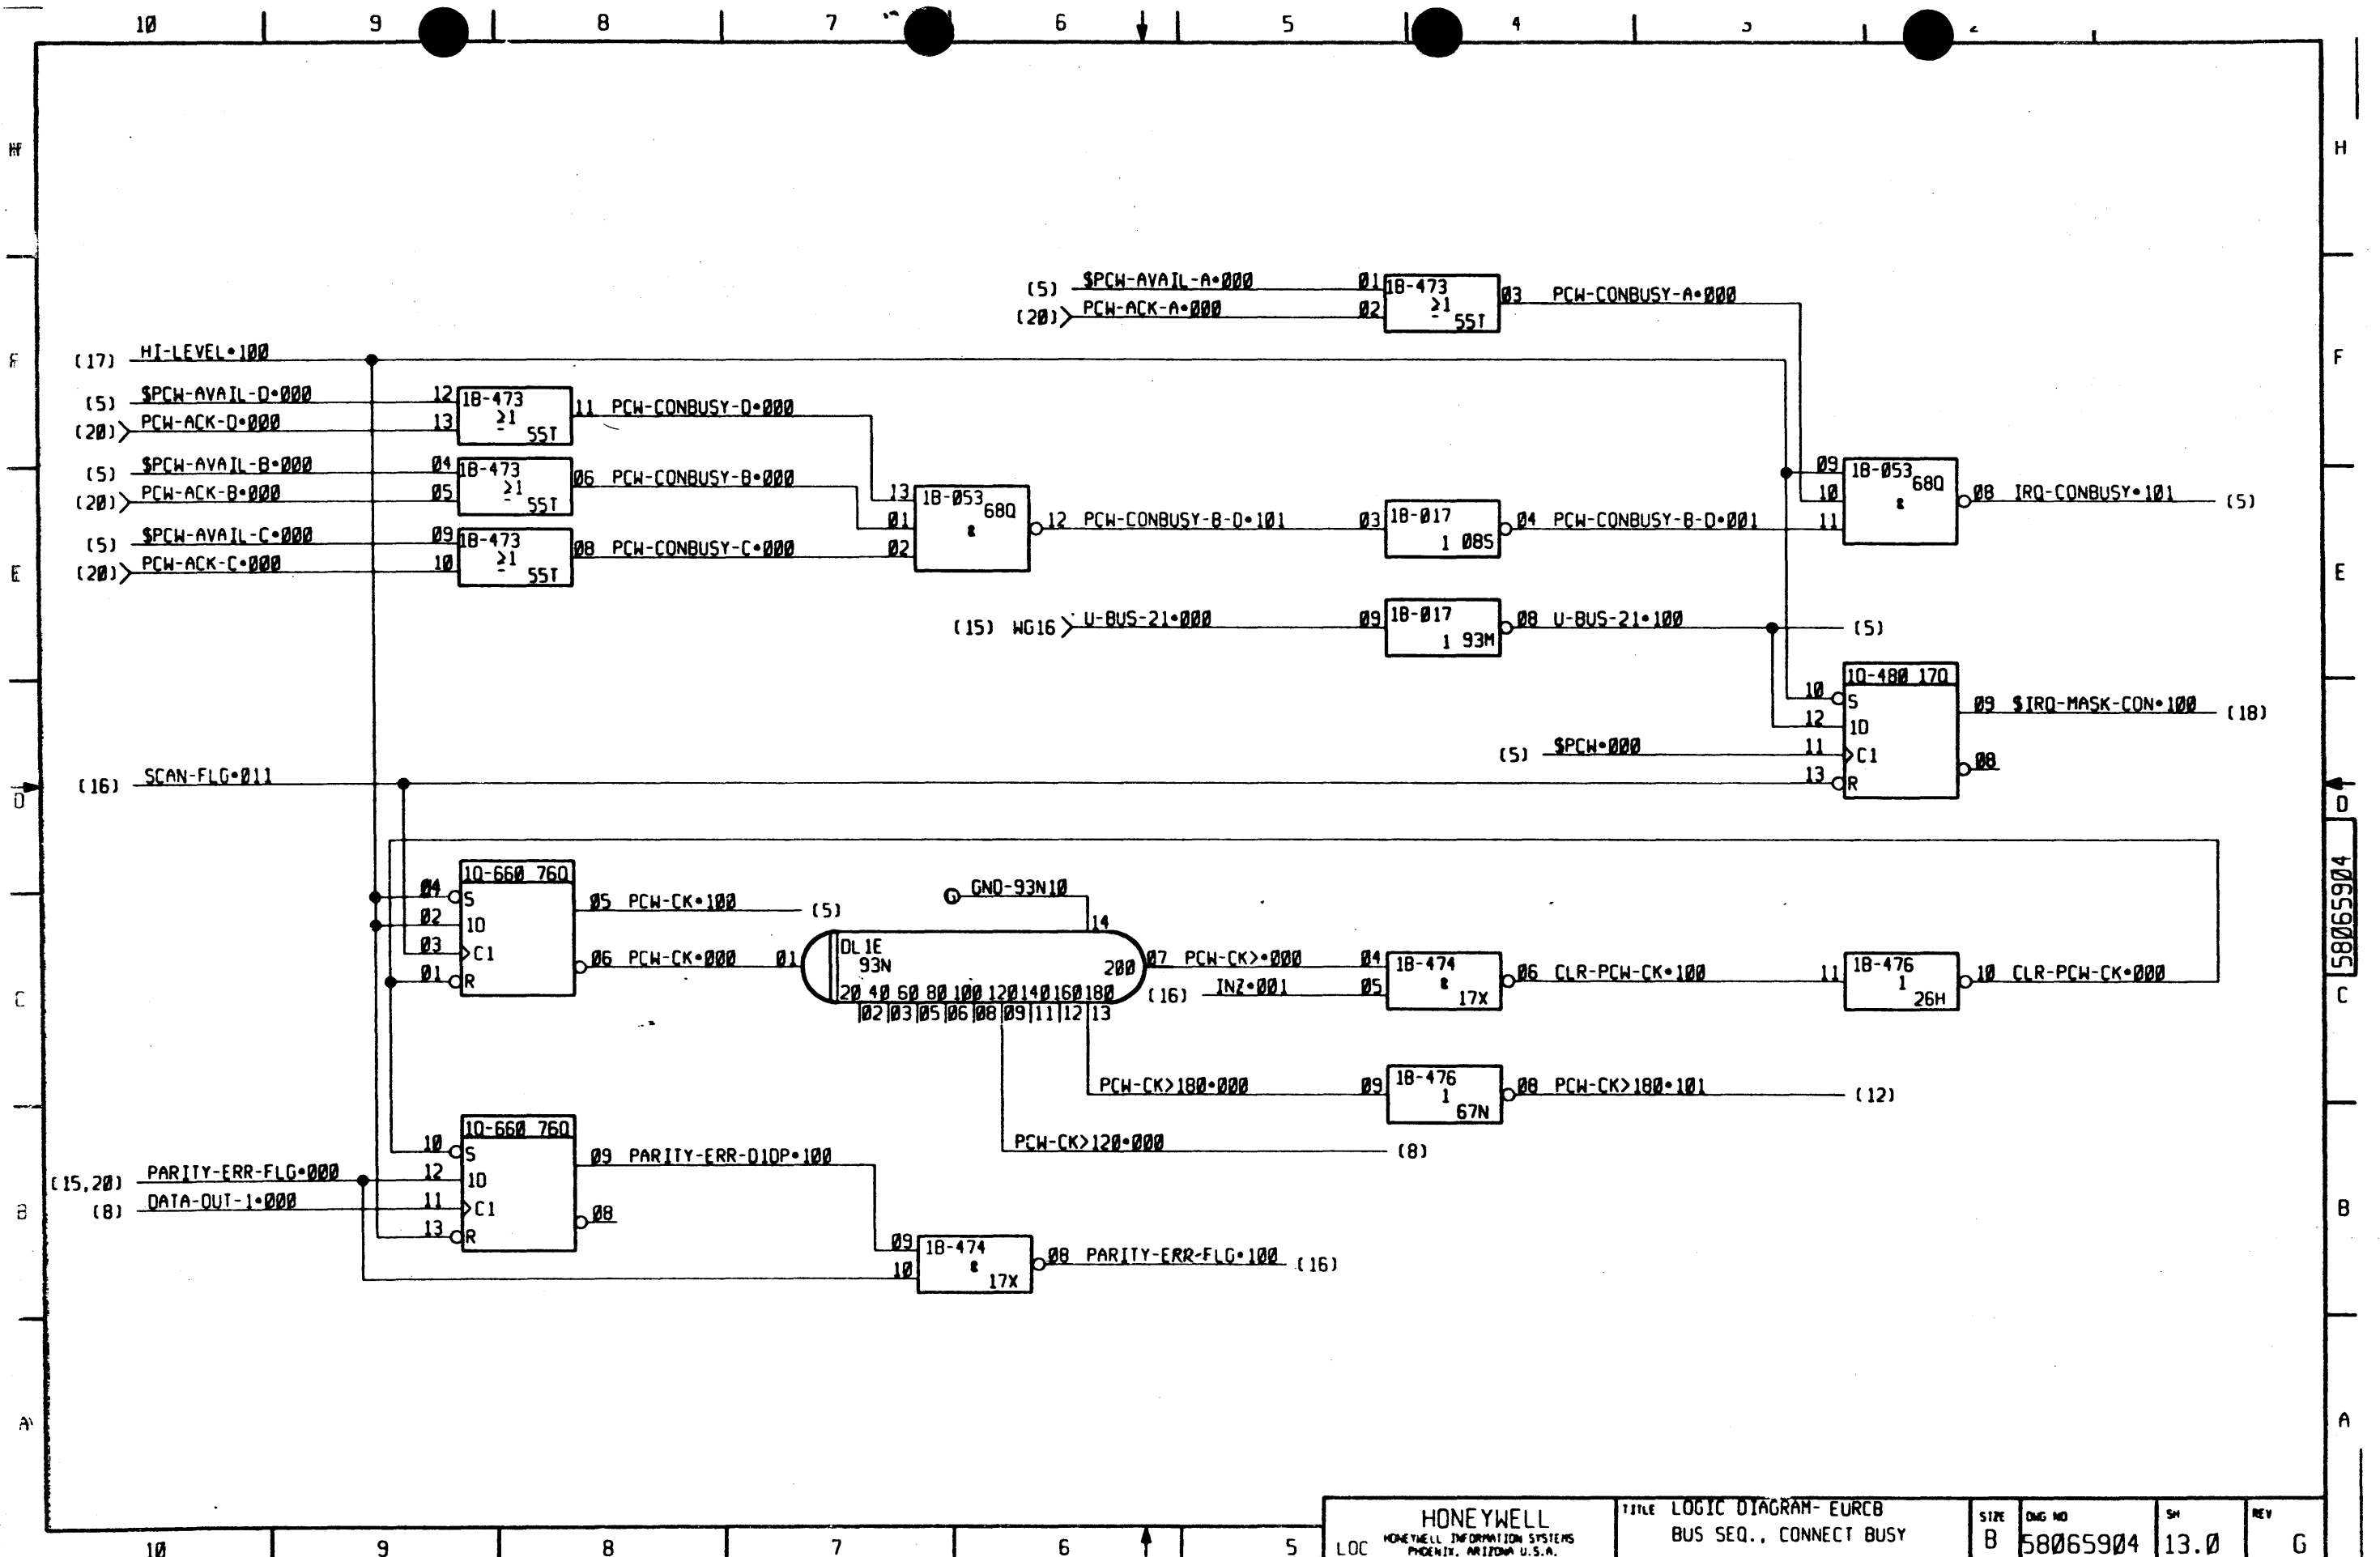 10 9 8 7 6 5 4
H H
(5) $PCW-AVAIL-A•000 01 1B-473 ≥1 55T 03 PCW-CONBUSY-A•000
(20) PCW-ACK-A•000 02
F (17) HI-LEVEL•100 F
(5) $PCW-AVAIL-D•000 12 1B-473 ≥1 55T 11 PCW-CONBUSY-D•000
(20) PCW-ACK-D•000 13
(5) $PCW-AVAIL-B•000 04 1B-473 ≥1 55T 06 PCW-CONBUSY-B•000
(20) PCW-ACK-B•000 05
(5) $PCW-AVAIL-C•000 09 1B-473 ≥1 55T 08 PCW-CONBUSY-C•000
(20) PCW-ACK-C•000 10
13 01 02 1B-053 68Q & 12 PCW-CONBUSY-B-D•101 03 1B-017 1 08S 04 PCW-CONBUSY-B-D•001
09 10 11 1B-053 68Q & 08 IRQ-CONBUSY•101 (5)
E E
(15) WG16 U-BUS-21•000 09 1B-017 1 93M 08 U-BUS-21•100 (5)
1Q-480 17Q
10 S 09 $IRQ-MASK-CON•100 (18)
12 1D
(5) $PCW•000 11 C1 08
(16) SCAN-FLG•011 13 R
D D
1Q-660 76Q
04 S 05 PCW-CK•100 (5)
02 1D
03 C1 06 PCW-CK•000 01
01 R
G GND-93N10 14
DL1E 93N 200 07 PCW-CK>•000 04 1B-474 & 17X 06 CLR-PCW-CK•100 11 1B-476 1 26H 10 CLR-PCW-CK•000
(16) INZ•001 05
20 40 60 80 100 120 140 160 180
02 03 05 06 08 09 11 12 13
C C
58065904
PCW-CK>180•000 09 1B-476 1 67N 08 PCW-CK>180•101 (12)
PCW-CK>120•000 (8)
1Q-660 76Q
10 S 09 PARITY-ERR-D1DP•100
(15,20) PARITY-ERR-FLG•000 12 1D
(8) DATA-OUT-1•000 11 C1 08
13 R
B B
09 10 1B-474 & 17X 08 PARITY-ERR-FLG•100 (16)
A A
LOC HONEYWELL
HONEYWELL INFORMATION SYSTEMS
PHOENIX, ARIZONA U.S.A.
TITLE LOGIC DIAGRAM- EURCB
BUS SEQ., CONNECT BUSY
SIZE B
DWG NO 58065904
SH 13.0
REV G
10 9 8 7 6 5